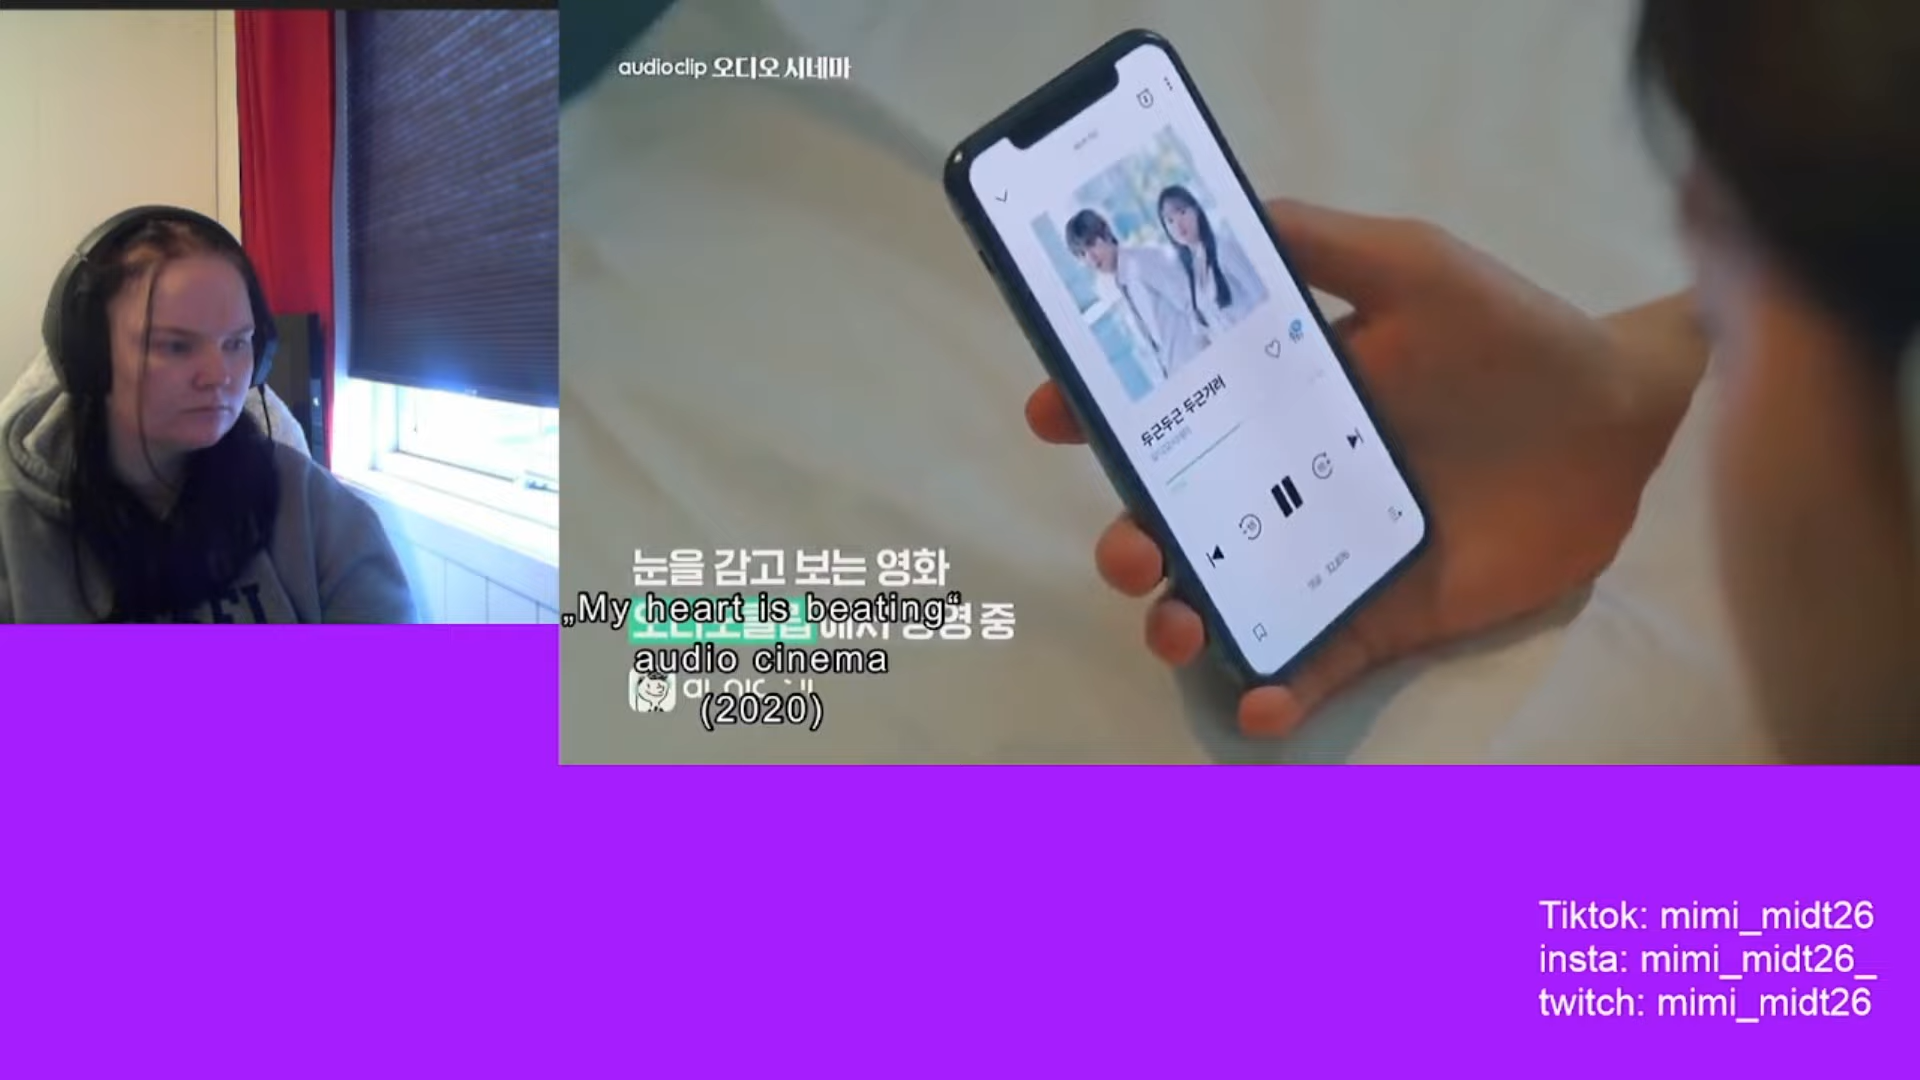 audioclip 오디오 시네마
두근두근 두근거려
눈을 감고 보는 영화
„My heart is beating“
중
audio cinema
(2020)
Tiktok: mimi_midt26
insta: mimi_midt26_
twitch: mimi_midt26